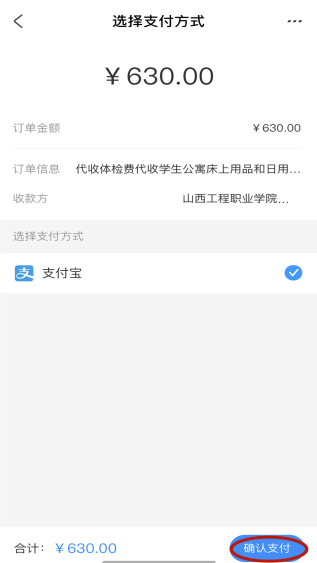 选择支付方式
￥630.00
订单金额 ￥630.00
订单信息 代收体检费代收学生公寓床上用品和日用...
收款方 山西工程职业学院...
选择支付方式
支 支付宝
合计：￥630.00 确认支付